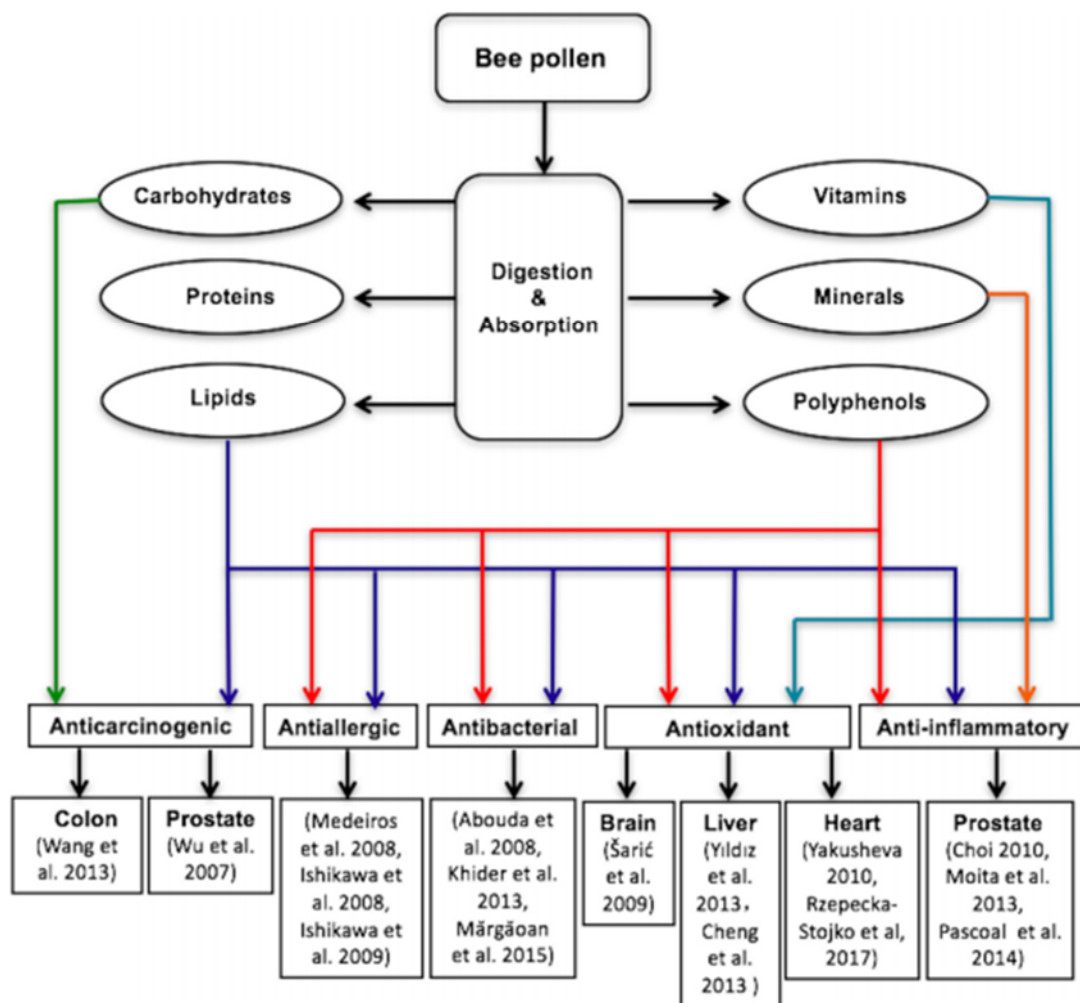 Bee pollen
Carbohydrates
Vitamins
Digestion
&
Absorption
Proteins
Minerals
Lipids
Polyphenols
Anticarcinogenic
Antiallergic
Antibacterial
Antioxidant
Anti-inflammatory
Colon
(Wang et
al. 2013)
Prostate
(Wu et al.
2007)
(Medeiros
et al. 2008,
Ishikawa et
al. 2008,
Ishikawa et
al. 2009)
(Abouda et
al. 2008,
Khider et al.
2013,
Mărgăoan
et al. 2015)
Brain
(Šarić
et al.
2009)
Liver
(Yıldız
et al.
2013，
Cheng
et al.
2013 )
Heart
(Yakusheva
2010,
Rzepecka-
Stojko et al,
2017)
Prostate
(Choi 2010,
Moita et al.
2013,
Pascoal et al.
2014)